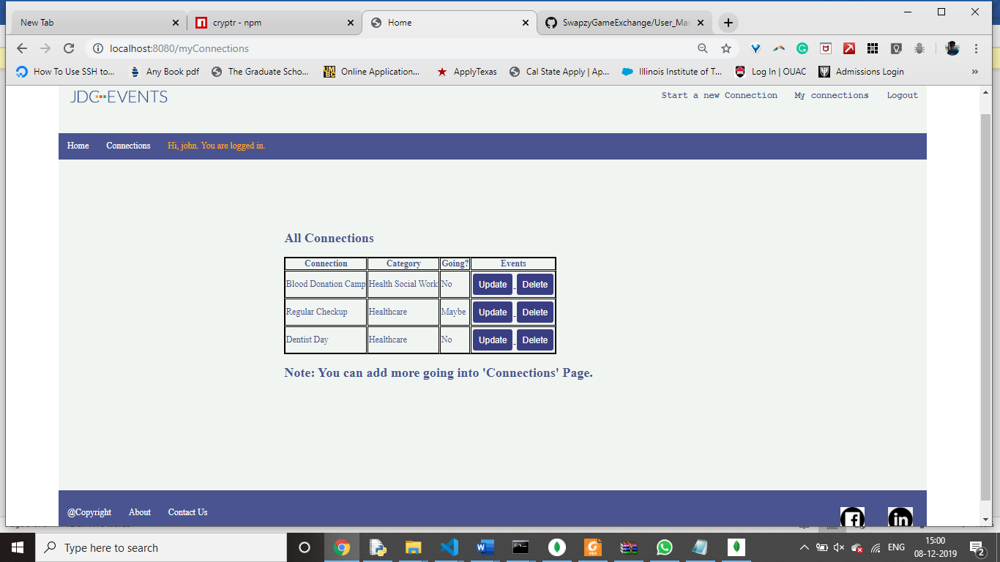 New Tab
cryptr - npm
Home
SwapzyGameExchange/User_Mar
localhost:8080/myConnections
How To Use SSH to...
Any Book pdf
The Graduate Scho...
Online Application...
ApplyTexas
Cal State Apply | Ap...
Illinois Institute of T...
Log In | OUAC
Admissions Login
»
JDC EVENTS
Start a new Connection
My connections
Logout
Home
Connections
Hi, john. You are logged in.
All Connections
Connection Category Going? Events
Blood Donation Camp Health Social Work No Update Delete
Regular Checkup Healthcare Maybe Update Delete
Dentist Day Healthcare No Update Delete
Note: You can add more going into 'Connections' Page.
@Copyright
About
Contact Us
f
in
Type here to search
ENG
15:00
08-12-2019
2